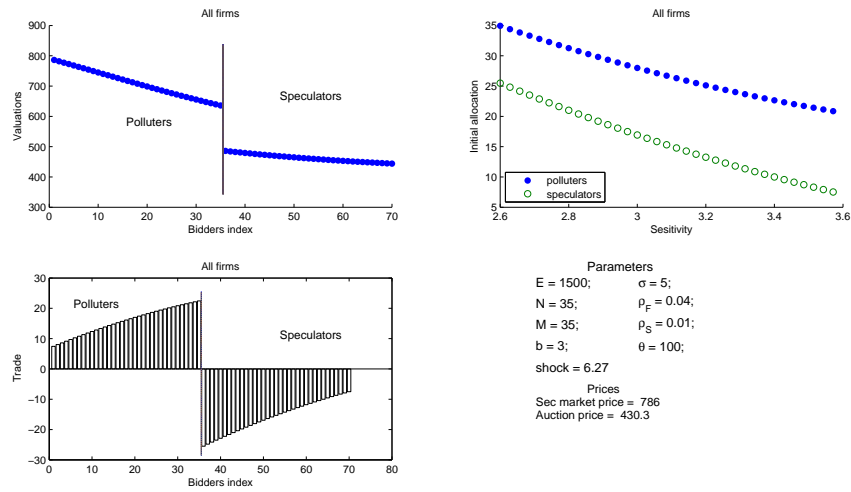 All firms
900
800
700
600
500
400
300
Valuations
Polluters
Speculators
0 10 20 30 40 50 60 70
Bidders index
All firms
35
30
25
20
15
10
5
Initial allocation
polluters
speculators
2.6 2.8 3 3.2 3.4 3.6
Sesitivity
All firms
30
20
10
0
−10
−20
−30
Trade
Polluters
Speculators
0 10 20 30 40 50 60 70 80
Bidders index
Parameters
E = 1500; σ = 5;
N = 35; ρF = 0.04;
M = 35; ρS = 0.01;
b = 3; θ = 100;
shock = 6.27
Prices
Sec market price = 786
Auction price = 430.3